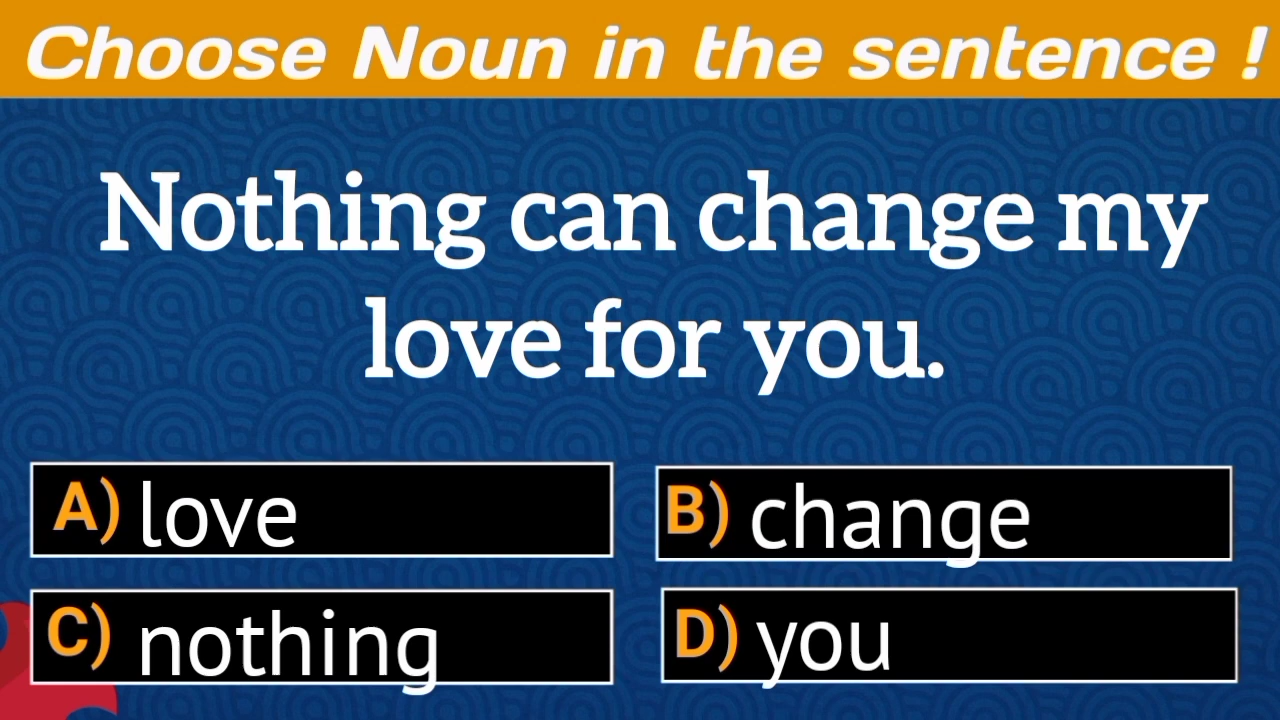 Choose Noun in the sentence !
Nothing can change my
love for you.
A) love
B) change
C) nothing
D) you